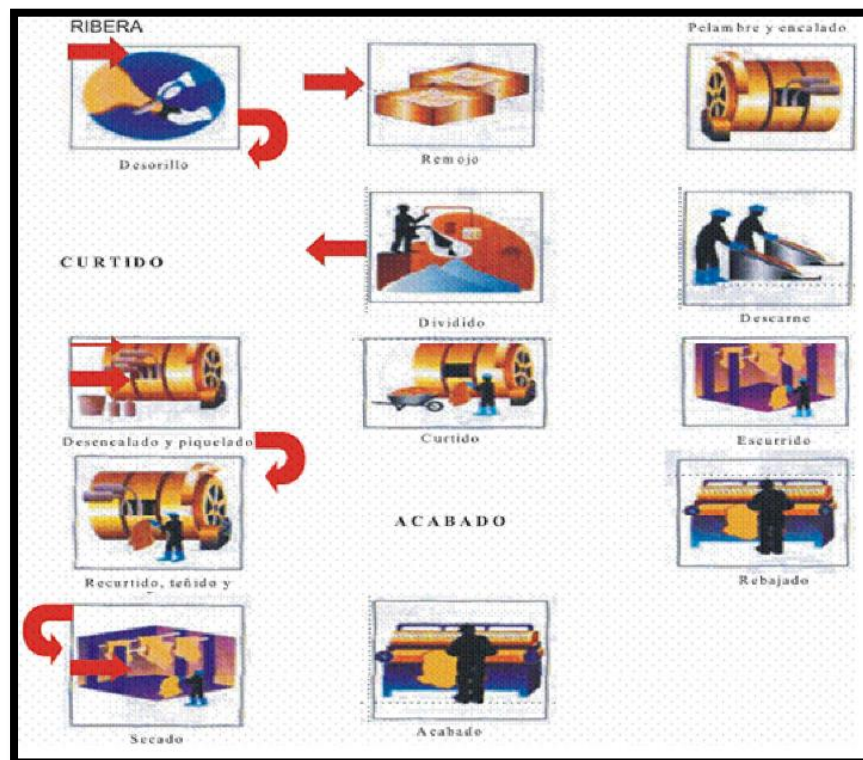 RIBERA
Pelambre y encalado
Desorillo
Remojo
CURTIDO
Dividido
Descarne
Desencalado y piquelado
Curtido
Escurrido
ACABADO
Recurtido, teñido y
Rebajado
Secado
Acabado